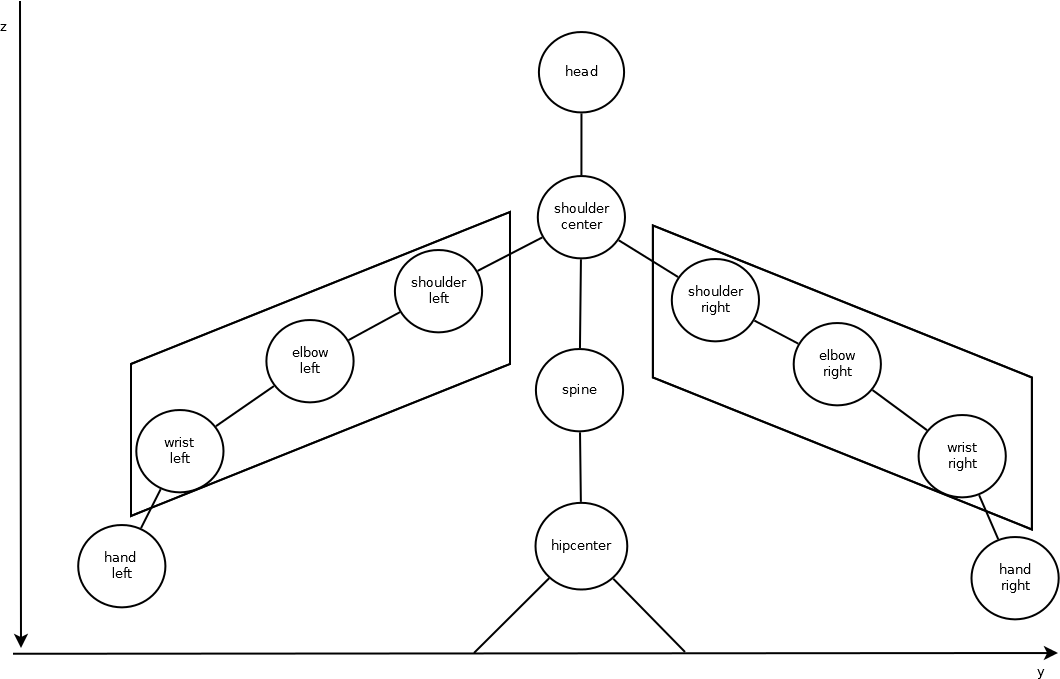 z
head
shoulder
center
shoulder
left
shoulder
right
elbow
left
elbow
right
spine
wrist
left
wrist
right
hipcenter
hand
left
hand
right
y